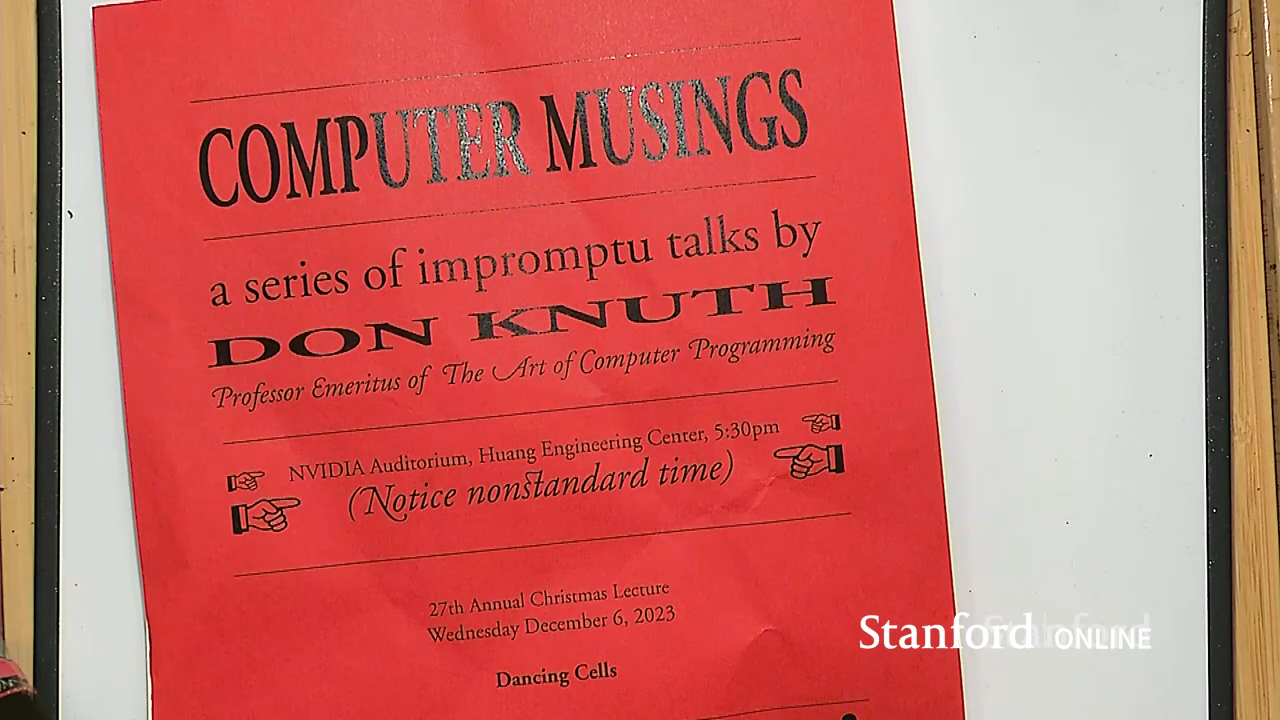 COMPUTER MUSINGS
a series of impromptu talks by
DON KNUTH
Professor Emeritus of The Art of Computer Programming
NVIDIA Auditorium, Huang Engineering Center, 5:30pm
(Notice nonstandard time)
27th Annual Christmas Lecture
Wednesday December 6, 2023
Dancing Cells
Stanford ONLINE